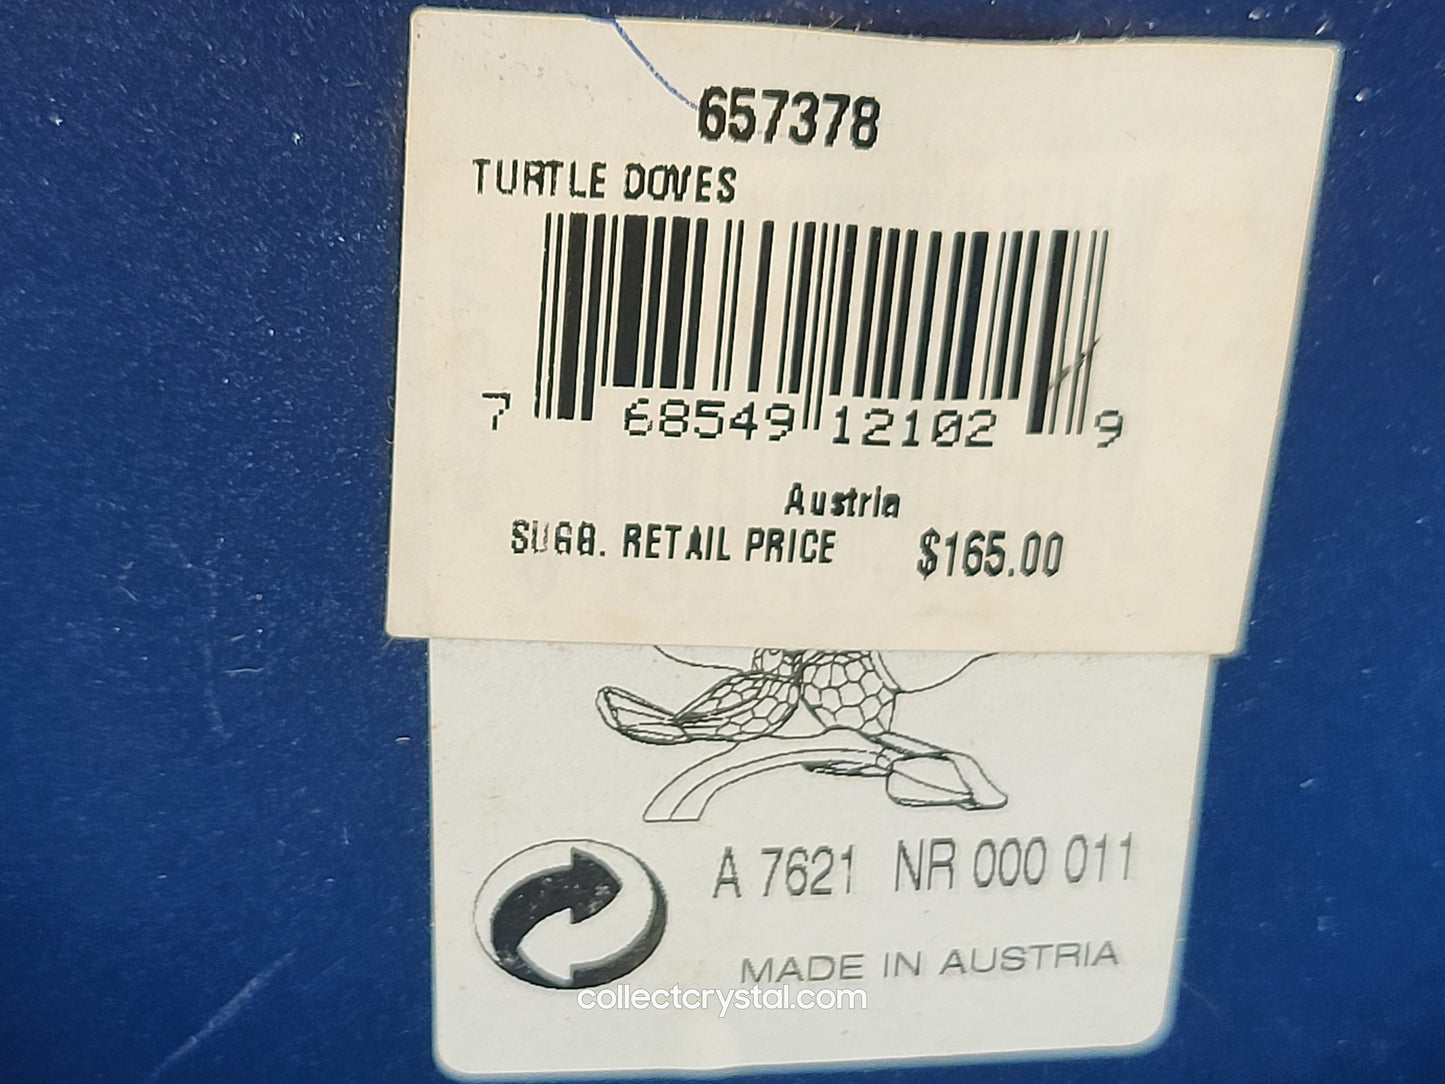 657378
TURTLE DOVES
7 68549 12102 9
Austria
SUGG. RETAIL PRICE $165.00
A 7621 NR 000 011
MADE IN AUSTRIA
collectcrystal.com